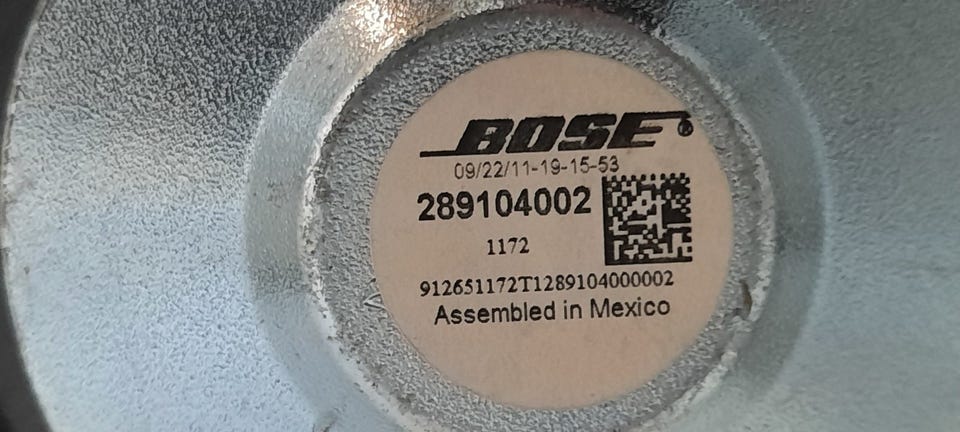 BOSE®
09/22/11-19-15-53
289104002
1172
912651172T1289104000002
Assembled in Mexico